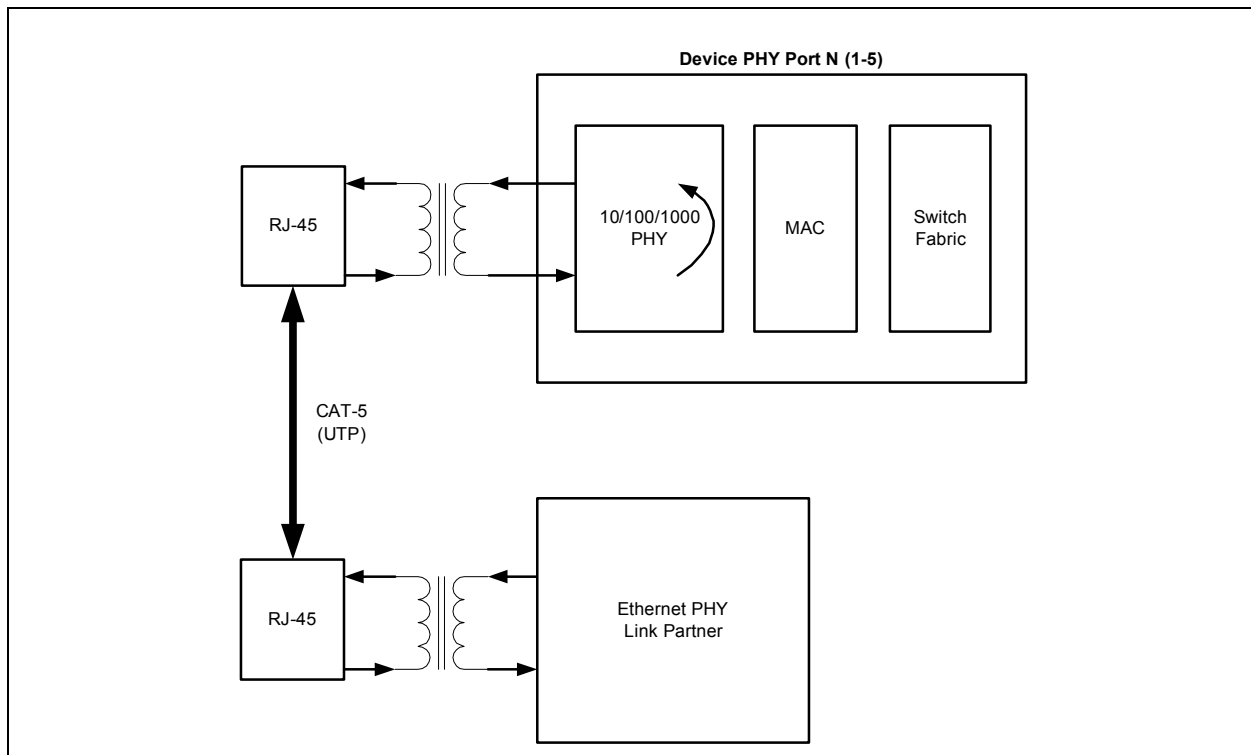 Device PHY Port N (1-5)
RJ-45
10/100/1000
PHY
MAC
Switch
Fabric
CAT-5
(UTP)
RJ-45
Ethernet PHY
Link Partner